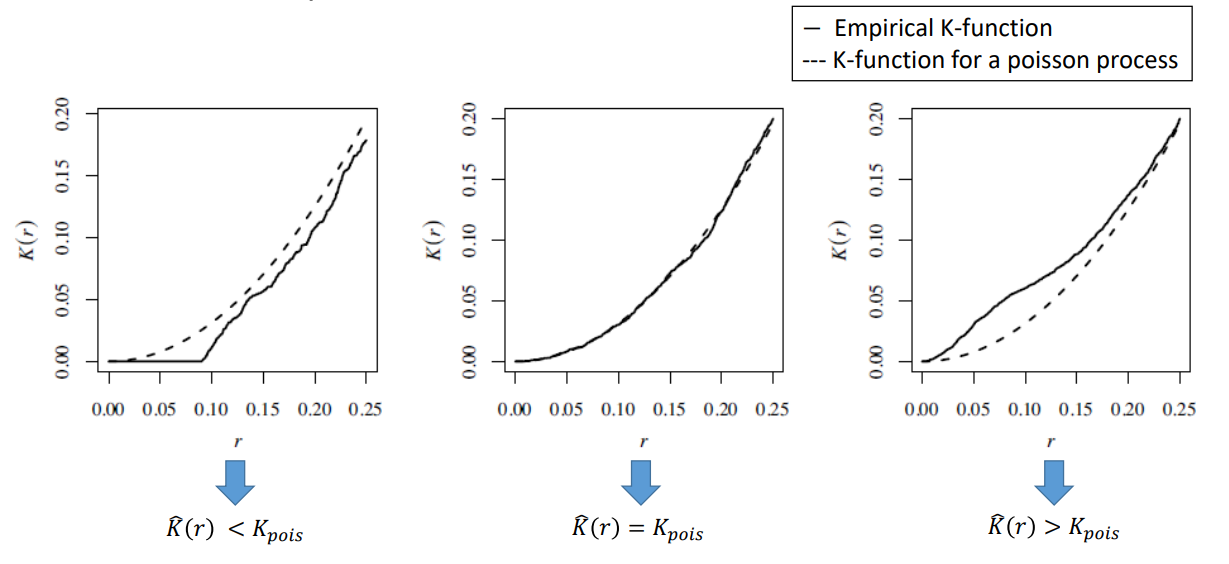 — Empirical K-function
--- K-function for a poisson process
0.20
0.15
0.10
0.05
0.00
K(r)
0.00 0.05 0.10 0.15 0.20 0.25
r
0.20
0.15
0.10
0.05
0.00
K(r)
0.00 0.05 0.10 0.15 0.20 0.25
r
0.20
0.15
0.10
0.05
0.00
K(r)
0.00 0.05 0.10 0.15 0.20 0.25
r
K̂(r) < K_pois
K̂(r) = K_pois
K̂(r) > K_pois